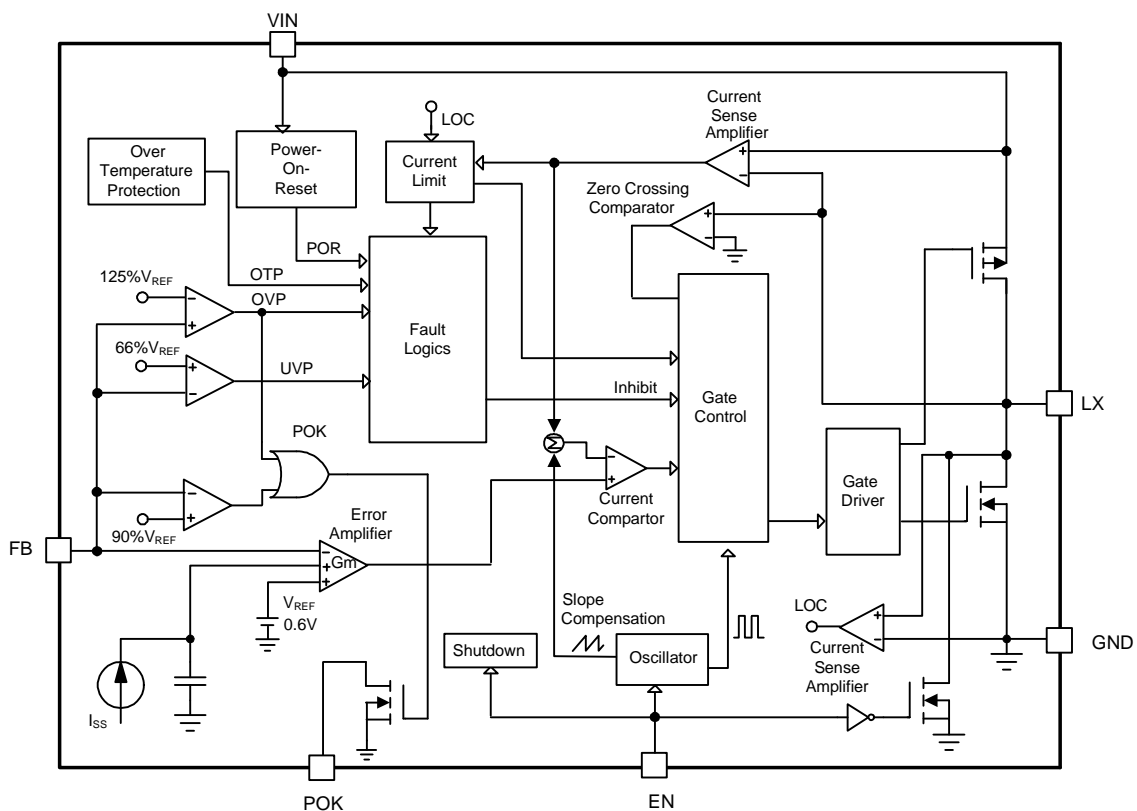 VIN
Current
Sense
Amplifier
LOC
Over
Temperature
Protection
Power-
On-
Reset
Current
Limit
Zero Crossing
Comparator
POR
OTP
125%VREF
OVP
Fault
Logics
66%VREF
UVP
Inhibit
Gate
Control
LX
POK
Gate
Driver
Σ
Current
Compartor
Error
Amplifier
90%VREF
FB
Gm
VREF
0.6V
Slope
Compensation
LOC
Shutdown
Oscillator
Current
Sense
Amplifier
GND
ISS
POK
EN
+
-
+
-
-
+
+
-
-
+
-
+
-
+
+
+
-